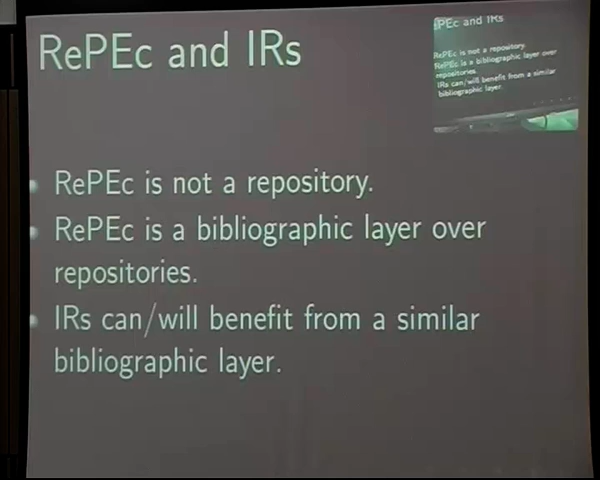 RePEc and IRs
PEc and IRs
RePEc is not a repository.
RePEc is a bibliographic layer over
repositories.
IRs can/will benefit from a similar
bibliographic layer.
RePEc is not a repository.
RePEc is a bibliographic layer over
repositories.
IRs can/will benefit from a similar
bibliographic layer.